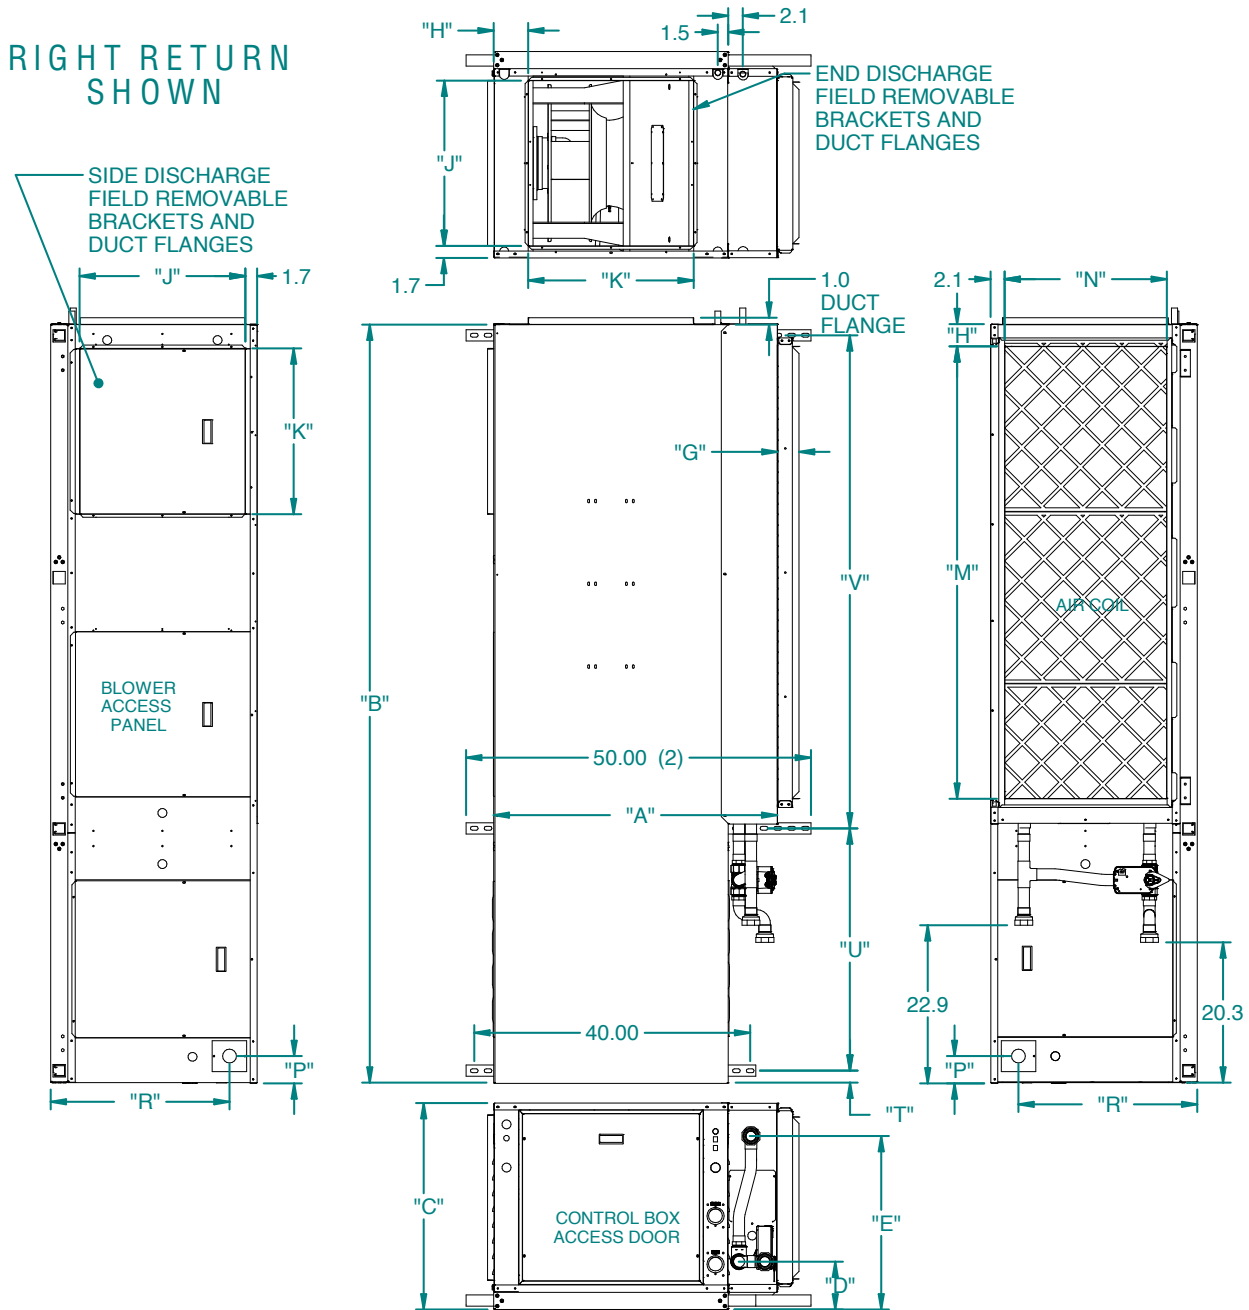 RIGHT RETURN
SHOWN
"H"
1.5
2.1
END DISCHARGE
FIELD REMOVABLE
BRACKETS AND
DUCT FLANGES
"J"
1.7
"K"
SIDE DISCHARGE
FIELD REMOVABLE
BRACKETS AND
DUCT FLANGES
"J"
1.7
"K"
BLOWER
ACCESS
PANEL
"P"
"R"
1.0
DUCT
FLANGE
"G"
"B"
"V"
50.00 (2)
"A"
"U"
40.00
"T"
2.1
"N"
"H"
"M"
AIR COIL
22.9
20.3
"P"
"R"
"C"
CONTROL BOX
ACCESS DOOR
"E"
"D"